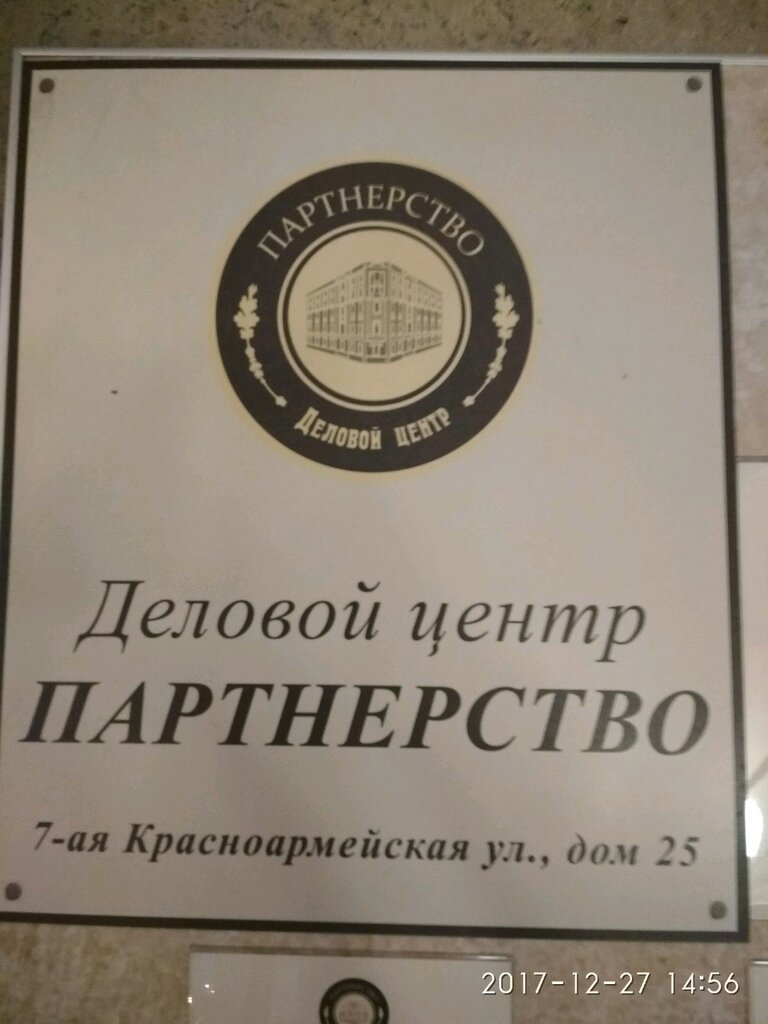 ПАРТНЕРСТВО
ДЕЛОВОЙ ЦЕНТР
Деловой центр
ПАРТНЕРСТВО
7-ая Красноармейская ул., дом 25
2017-12-27 14:56